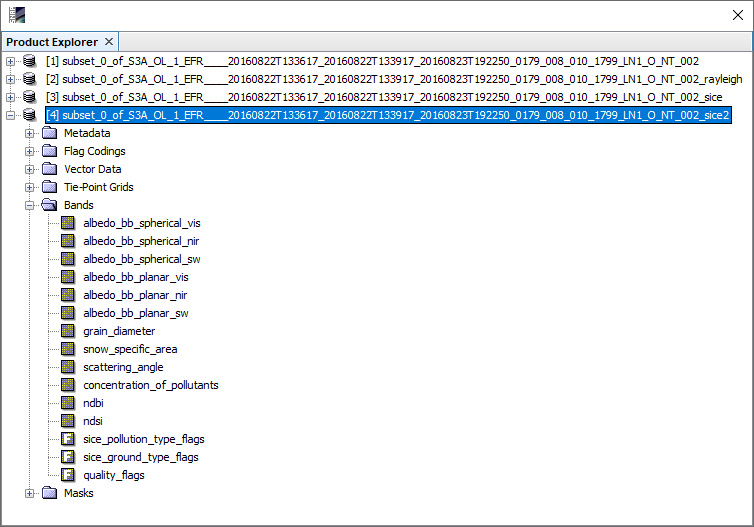 Product Explorer ×
[1] subset_0_of_S3A_OL_1_EFR____20160822T133617_20160822T133917_20160823T192250_0179_008_010_1799_LN1_O_NT_002
[2] subset_0_of_S3A_OL_1_EFR____20160822T133617_20160822T133917_20160823T192250_0179_008_010_1799_LN1_O_NT_002_rayleigh
[3] subset_0_of_S3A_OL_1_EFR____20160822T133617_20160822T133917_20160823T192250_0179_008_010_1799_LN1_O_NT_002_sice
[4] subset_0_of_S3A_OL_1_EFR____20160822T133617_20160822T133917_20160823T192250_0179_008_010_1799_LN1_O_NT_002_sice2
Metadata
Flag Codings
Vector Data
Tie-Point Grids
Bands
albedo_bb_spherical_vis
albedo_bb_spherical_nir
albedo_bb_spherical_sw
albedo_bb_planar_vis
albedo_bb_planar_nir
albedo_bb_planar_sw
grain_diameter
snow_specific_area
scattering_angle
concentration_of_pollutants
ndbi
ndsi
sice_pollution_type_flags
sice_ground_type_flags
quality_flags
Masks